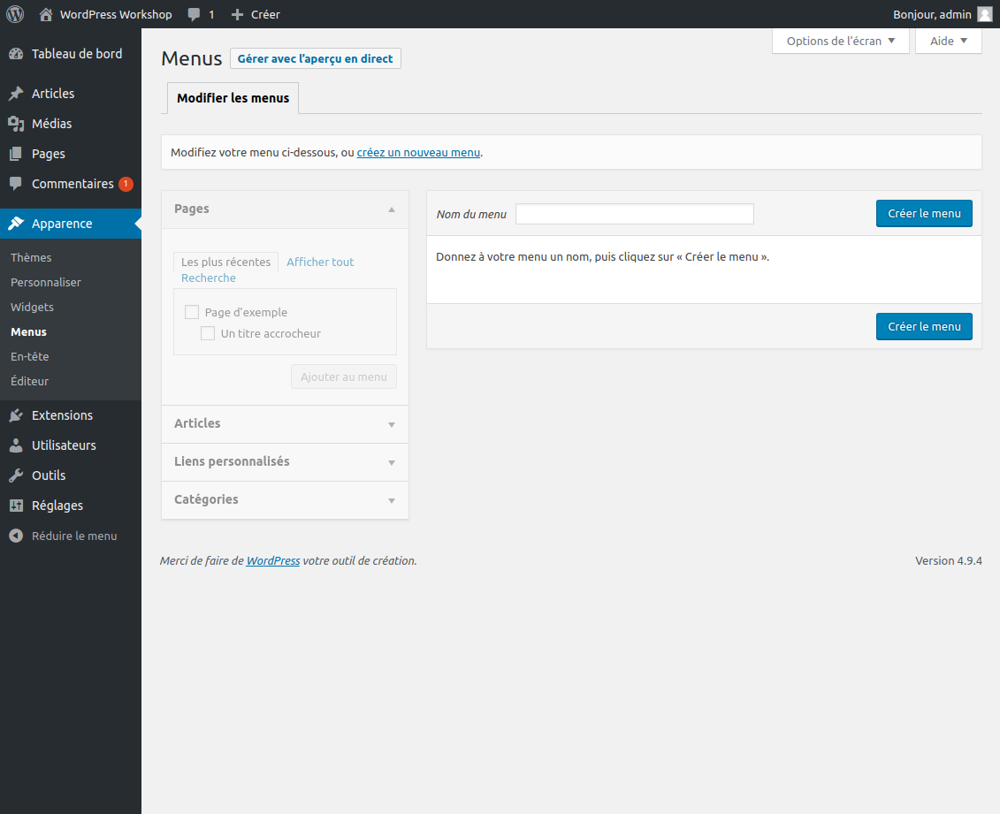 WordPress Workshop 1 Créer Bonjour, admin
Tableau de bord
Articles
Médias
Pages
Commentaires 1
Apparence
Thèmes
Personnaliser
Widgets
Menus
En-tête
Éditeur
Extensions
Utilisateurs
Outils
Réglages
Réduire le menu
Options de l’écran Aide
Menus Gérer avec l’aperçu en direct
Modifier les menus
Modifiez votre menu ci-dessous, ou créez un nouveau menu.
Pages
Les plus récentes Afficher tout
Recherche
Page d’exemple
Un titre accrocheur
Ajouter au menu
Articles
Liens personnalisés
Catégories
Nom du menu Créer le menu
Donnez à votre menu un nom, puis cliquez sur « Créer le menu ».
Créer le menu
Merci de faire de WordPress votre outil de création. Version 4.9.4